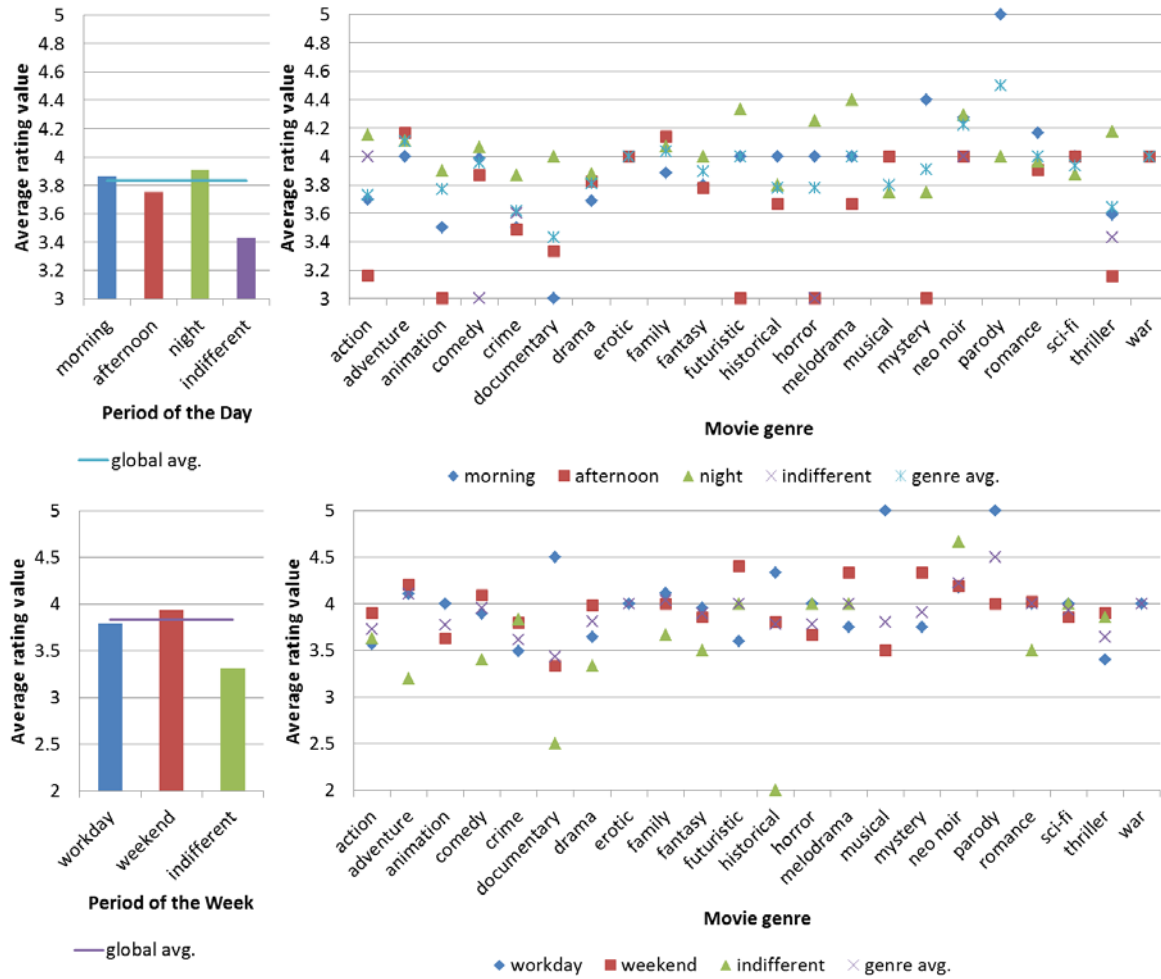 Average rating value
5
4.8
4.6
4.4
4.2
4
3.8
3.6
3.4
3.2
3
morning
afternoon
night
indifferent
Period of the Day
global avg.
Average rating value
5
4.8
4.6
4.4
4.2
4
3.8
3.6
3.4
3.2
3
action
adventure
animation
comedy
crime
documentary
drama
erotic
family
fantasy
futuristic
historical
horror
melodrama
musical
mystery
neo noir
parody
romance
sci-fi
thriller
war
Movie genre
morning afternoon night indifferent genre avg.
Average rating value
5
4.5
4
3.5
3
2.5
2
workday
weekend
indifferent
Period of the Week
global avg.
Average rating value
5
4.5
4
3.5
3
2.5
2
action
adventure
animation
comedy
crime
documentary
drama
erotic
family
fantasy
futuristic
historical
horror
melodrama
musical
mystery
neo noir
parody
romance
sci-fi
thriller
war
Movie genre
workday weekend indifferent genre avg.